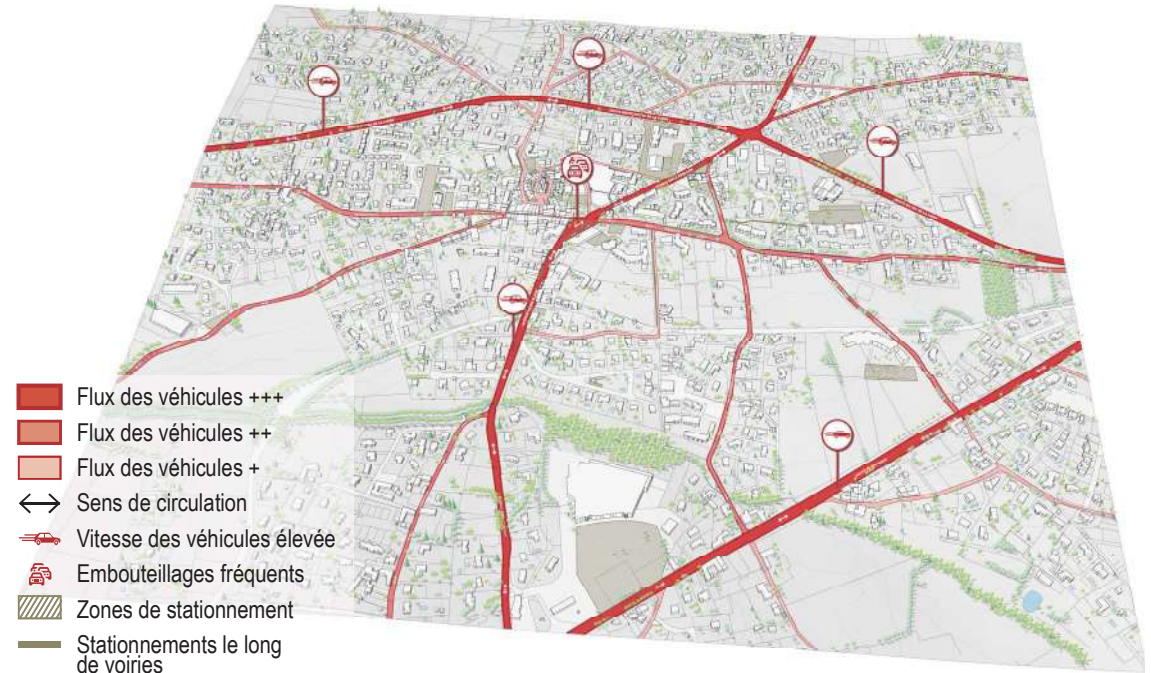 Flux des véhicules +++
Flux des véhicules ++
Flux des véhicules +
Sens de circulation
Vitesse des véhicules élevée
Embouteillages fréquents
Zones de stationnement
Stationnements le long
de voiries